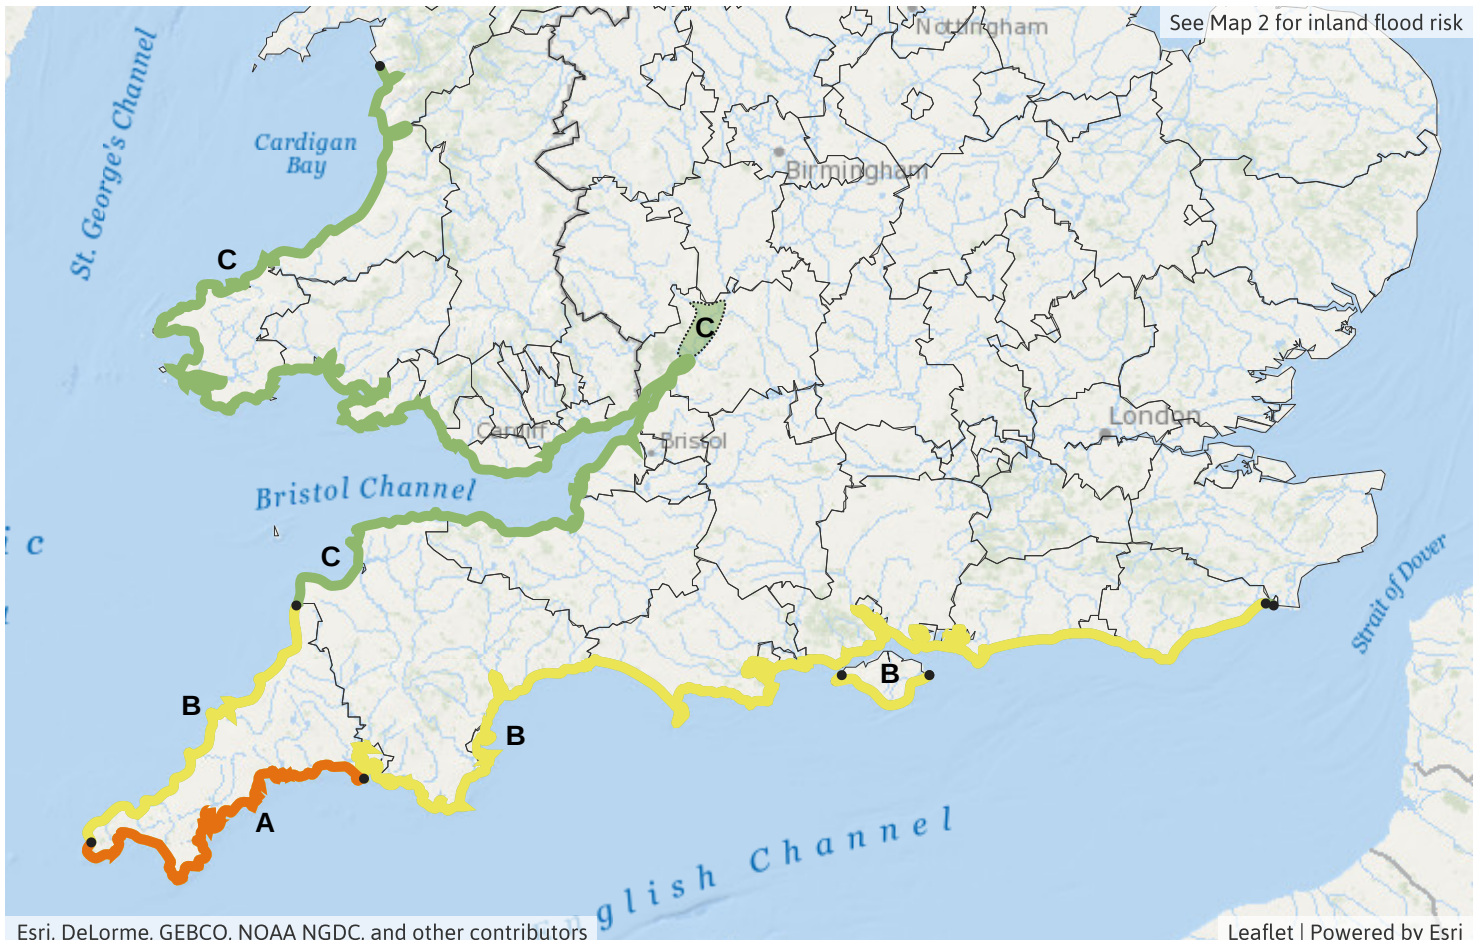 Nottingham
See Map 2 for inland flood risk
St. George's Channel
Cardigan
Bay
Birmingham
C
C
London
Cardiff
Bristol
Bristol Channel
i c
C
Strait of Dover
B
B
B
A
English Channel
Esri, DeLorme, GEBCO, NOAA NGDC, and other contributors
Leaflet | Powered by Esri